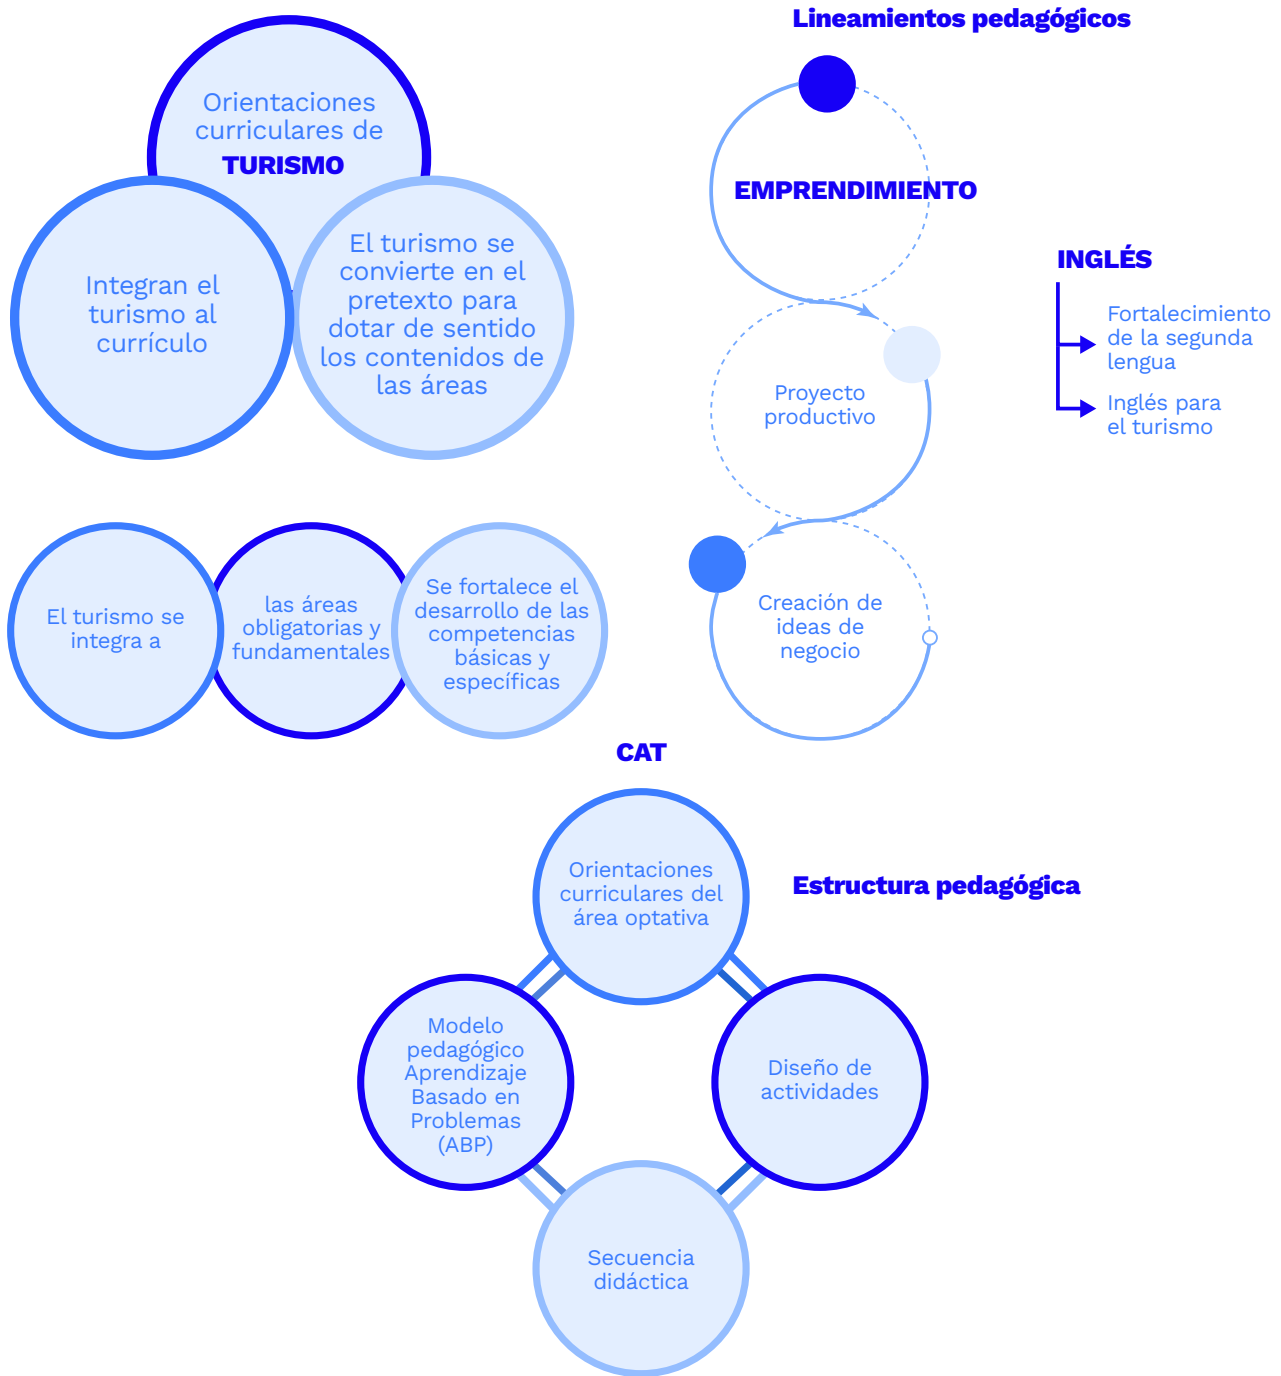 Lineamientos pedagógicos
Orientaciones
curriculares de
TURISMO
Integran el
turismo al
currículo
El turismo se
convierte en el
pretexto para
dotar de sentido
los contenidos de
las áreas
EMPRENDIMIENTO
Proyecto
productivo
Creación de
ideas de
negocio
INGLÉS
Fortalecimiento
de la segunda
lengua
Inglés para
el turismo
El turismo se
integra a
las áreas
obligatorias y
fundamentales
Se fortalece el
desarrollo de las
competencias
básicas y
específicas
CAT
Estructura pedagógica
Orientaciones
curriculares del
área optativa
Modelo
pedagógico
Aprendizaje
Basado en
Problemas
(ABP)
Diseño de
actividades
Secuencia
didáctica